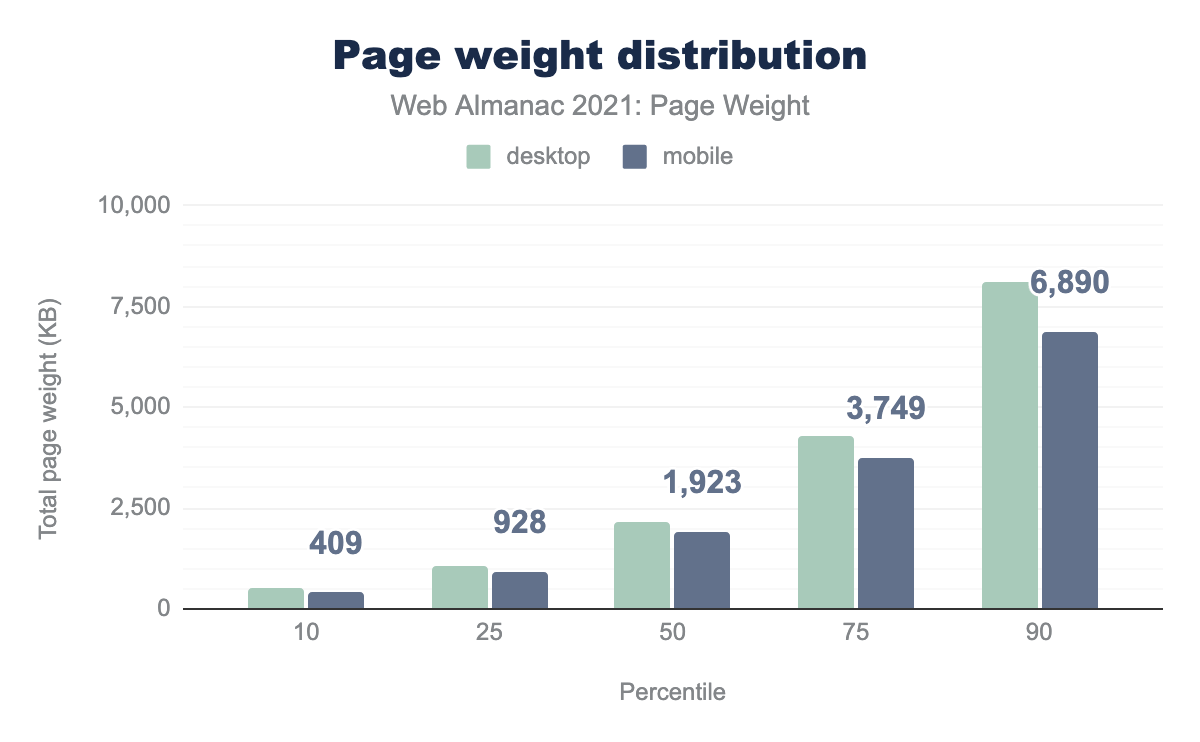 Page weight distribution
Web Almanac 2021: Page Weight
desktop mobile
10,000
7,500
5,000
2,500
0
Total page weight (KB)
409
928
1,923
3,749
6,890
10 25 50 75 90
Percentile